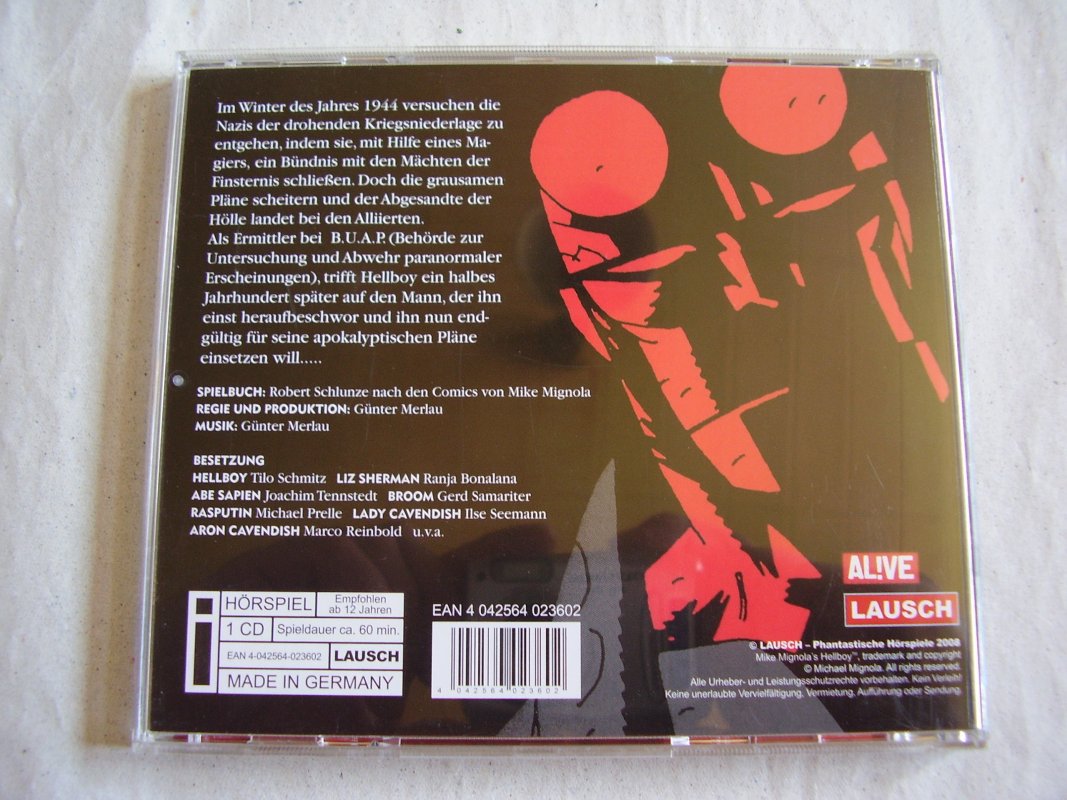 Im Winter des Jahres 1944 versuchen die
Nazis der drohenden Kriegsniederlage zu
entgehen, indem sie, mit Hilfe eines Ma-
giers, ein Bündnis mit den Mächten der
Finsternis schließen. Doch die grausamen
Pläne scheitern und der Abgesandte der
Hölle landet bei den Alliierten.
Als Ermittler bei B.U.A.P. (Behörde zur
Untersuchung und Abwehr paranormaler
Erscheinungen), trifft Hellboy ein halbes
Jahrhundert später auf den Mann, der ihn
einst heraufbeschwor und ihn nun end-
gültig für seine apokalyptischen Pläne
einsetzen will.....
SPIELBUCH: Robert Schlunze nach den Comics von Mike Mignola
REGIE UND PRODUKTION: Günter Merlau
MUSIK: Günter Merlau
BESETZUNG
HELLBOY Tilo Schmitz LIZ SHERMAN Ranja Bonalana
ABE SAPIEN Joachim Tennstedt BROOM Gerd Samariter
RASPUTIN Michael Prelle LADY CAVENDISH Ilse Seemann
ARON CAVENDISH Marco Reinbold u.v.a.
i
HÖRSPIEL Empfohlen
ab 12 Jahren
1 CD Spieldauer ca. 60 min.
EAN 4-042564-023602 LAUSCH
MADE IN GERMANY
EAN 4 042564 023602
4 042564 023602
AL!VE
LAUSCH
© LAUSCH – Phantastische Hörspiele 2008
Mike Mignola's Hellboy™, trademark and copyright
© Michael Mignola. All rights reserved.
Alle Urheber- und Leistungsschutzrechte vorbehalten. Kein Verleih!
Keine unerlaubte Vervielfältigung, Vermietung, Aufführung oder Sendung.